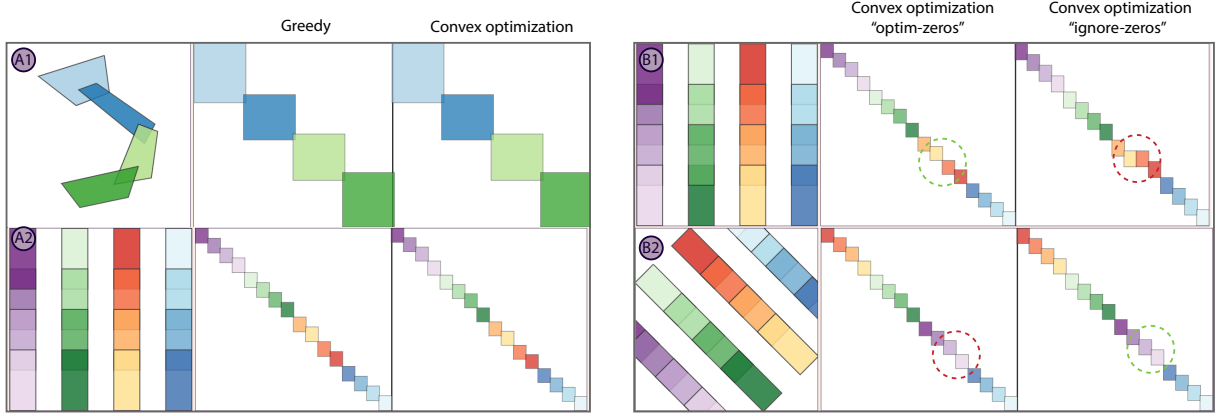 Greedy
Convex optimization
Convex optimization
“optim-zeros”
Convex optimization
“ignore-zeros”
A1
A2
B1
B2